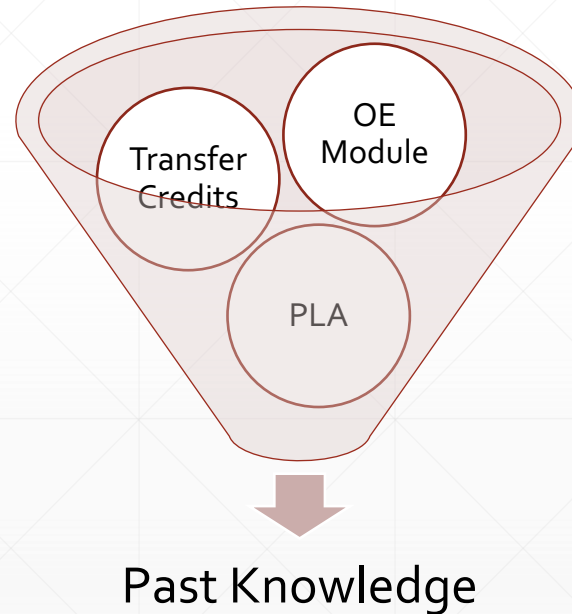 Transfer
Credits
OE
Module
PLA
Past Knowledge